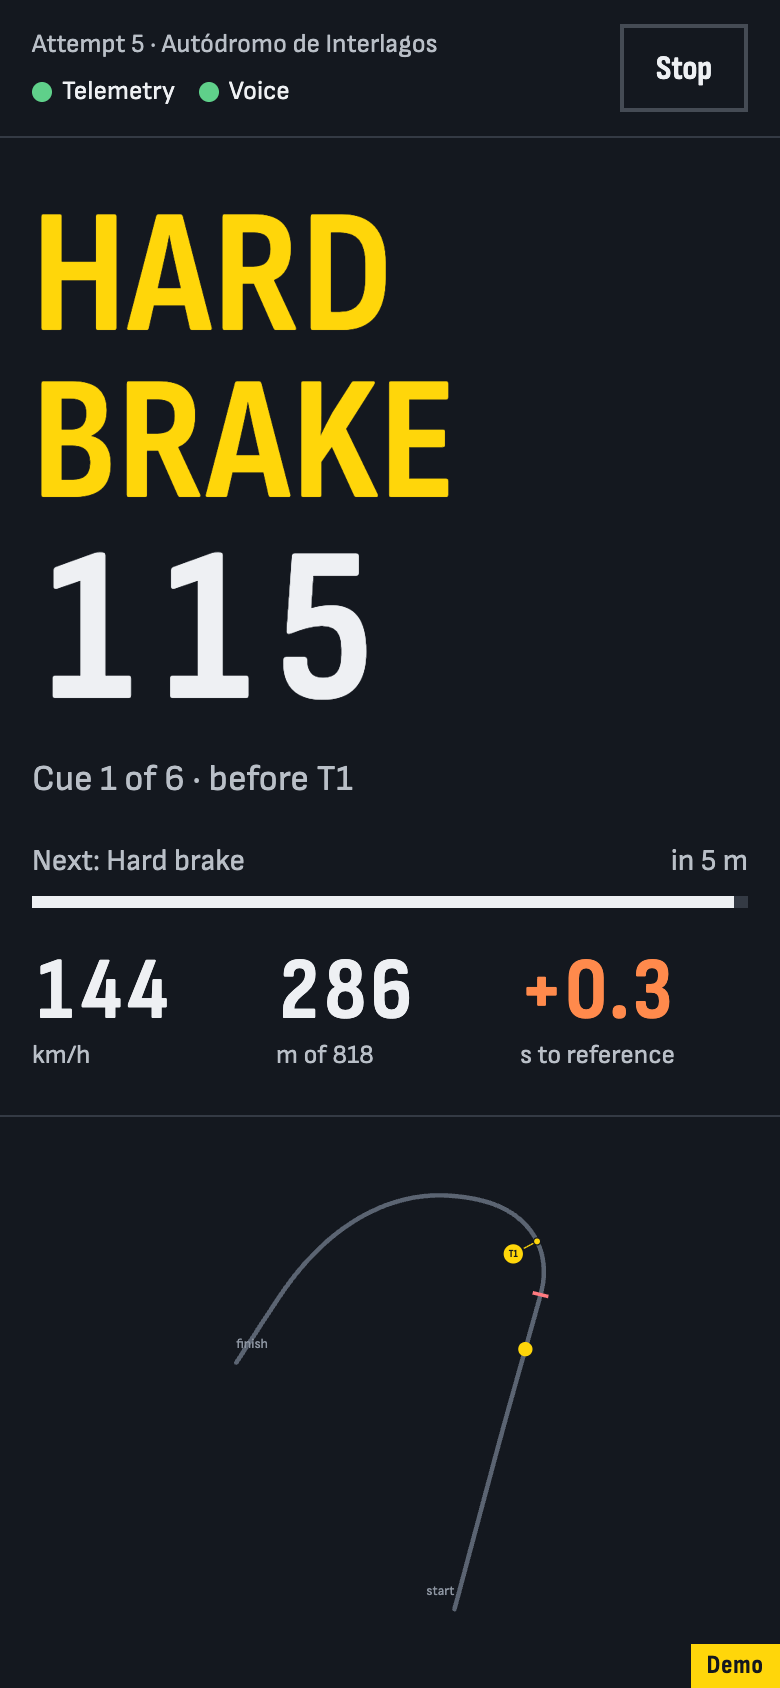 Attempt 5 · Autódromo de Interlagos
Telemetry Voice
Stop
HARD
BRAKE
115
Cue 1 of 6 · before T1
Next: Hard brake in 5 m
144 286 +0.3
km/h m of 818 s to reference
T1
finish
start
Demo